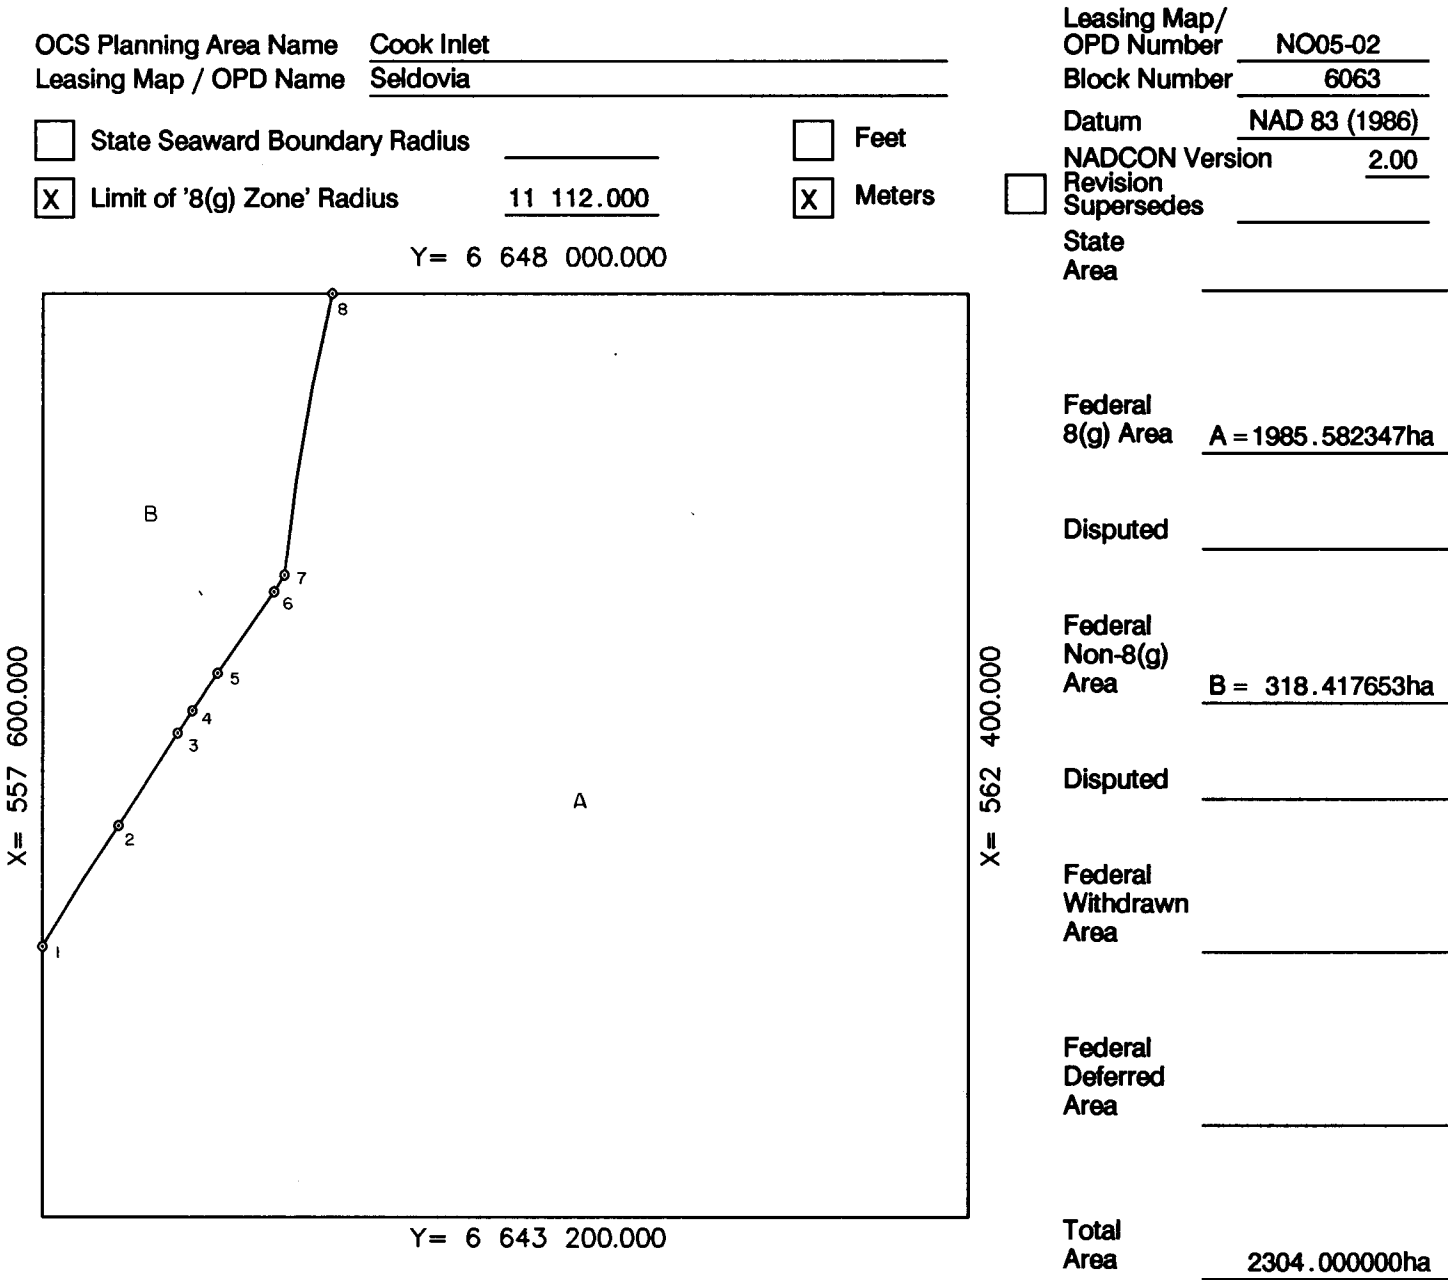 OCS Planning Area Name Cook Inlet
Leasing Map / OPD Name Seldovia
State Seaward Boundary Radius
Feet
X Limit of '8(g) Zone' Radius 11 112.000
X Meters
Leasing Map/
OPD Number NO05-02
Block Number 6063
Datum NAD 83 (1986)
NADCON Version 2.00
Revision
Supersedes
State
Area
Y= 6 648 000.000
8
B
7
6
5
4
3
2
1
A
X= 557 600.000
X= 562 400.000
Y= 6 643 200.000
Federal
8(g) Area A =1985.582347ha
Disputed
Federal
Non-8(g)
Area B = 318.417653ha
Disputed
Federal
Withdrawn
Area
Federal
Deferred
Area
Total
Area 2304.000000ha